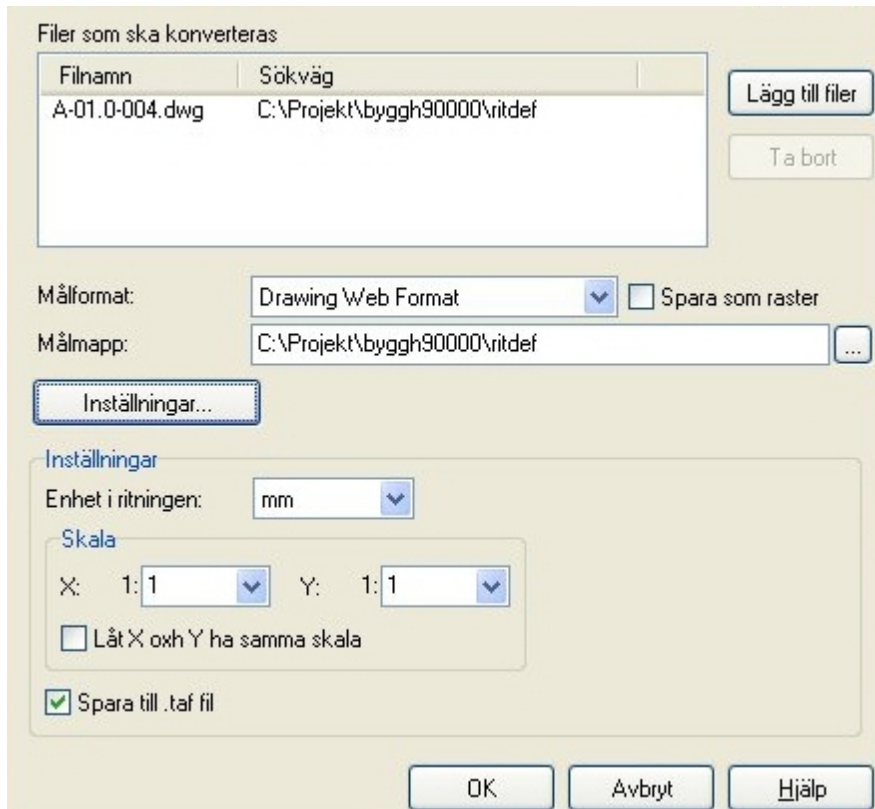 Filer som ska konverteras
Filnamn Sökväg
A-01.0-004.dwg C:\Projekt\byggh90000\ritdef
Lägg till filer
Ta bort
Målformat: Drawing Web Format Spara som raster
Målmapp: C:\Projekt\byggh90000\ritdef ...
Inställningar...
Inställningar
Enhet i ritningen: mm
Skala
X: 1: 1 Y: 1: 1
Låt X oxh Y ha samma skala
Spara till .taf fil
OK Avbryt Hjälp